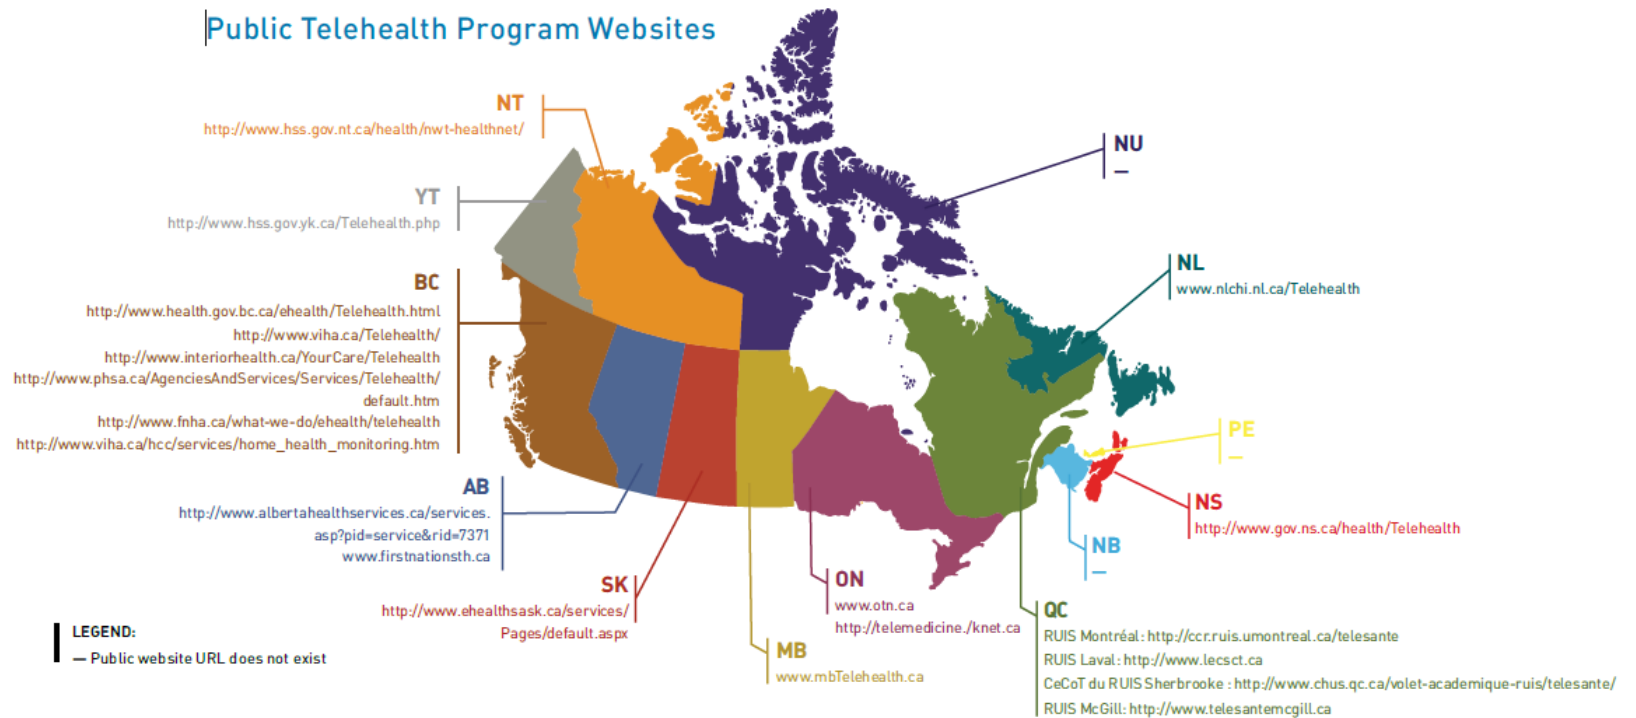 Public Telehealth Program Websites
NT
http://www.hss.gov.nt.ca/health/nwt-healthnet/
YT
http://www.hss.gov.yk.ca/Telehealth.php
BC
http://www.health.gov.bc.ca/ehealth/Telehealth.html
http://www.viha.ca/Telehealth/
http://www.interiorhealth.ca/YourCare/Telehealth
http://www.phsa.ca/AgenciesAndServices/Services/Telehealth/
default.htm
http://www.fnha.ca/what-we-do/ehealth/telehealth
http://www.viha.ca/hcc/services/home_health_monitoring.htm
AB
http://www.albertahealthservices.ca/services.
asp?pid=service&rid=7371
www.firstnationsth.ca
SK
http://www.ehealthsask.ca/services/
Pages/default.aspx
MB
www.mbTelehealth.ca
ON
www.otn.ca
http://telemedicine./knet.ca
QC
RUIS Montréal: http://ccr.ruis.umontreal.ca/telesante
RUIS Laval: http://www.lecsct.ca
CeCoT du RUIS Sherbrooke : http://www.chus.qc.ca/volet-academique-ruis/telesante/
RUIS McGill: http://www.telesantemcgill.ca
NB
—
NS
http://www.gov.ns.ca/health/Telehealth
PE
—
NL
www.nlchi.nl.ca/Telehealth
NU
—
LEGEND:
— Public website URL does not exist